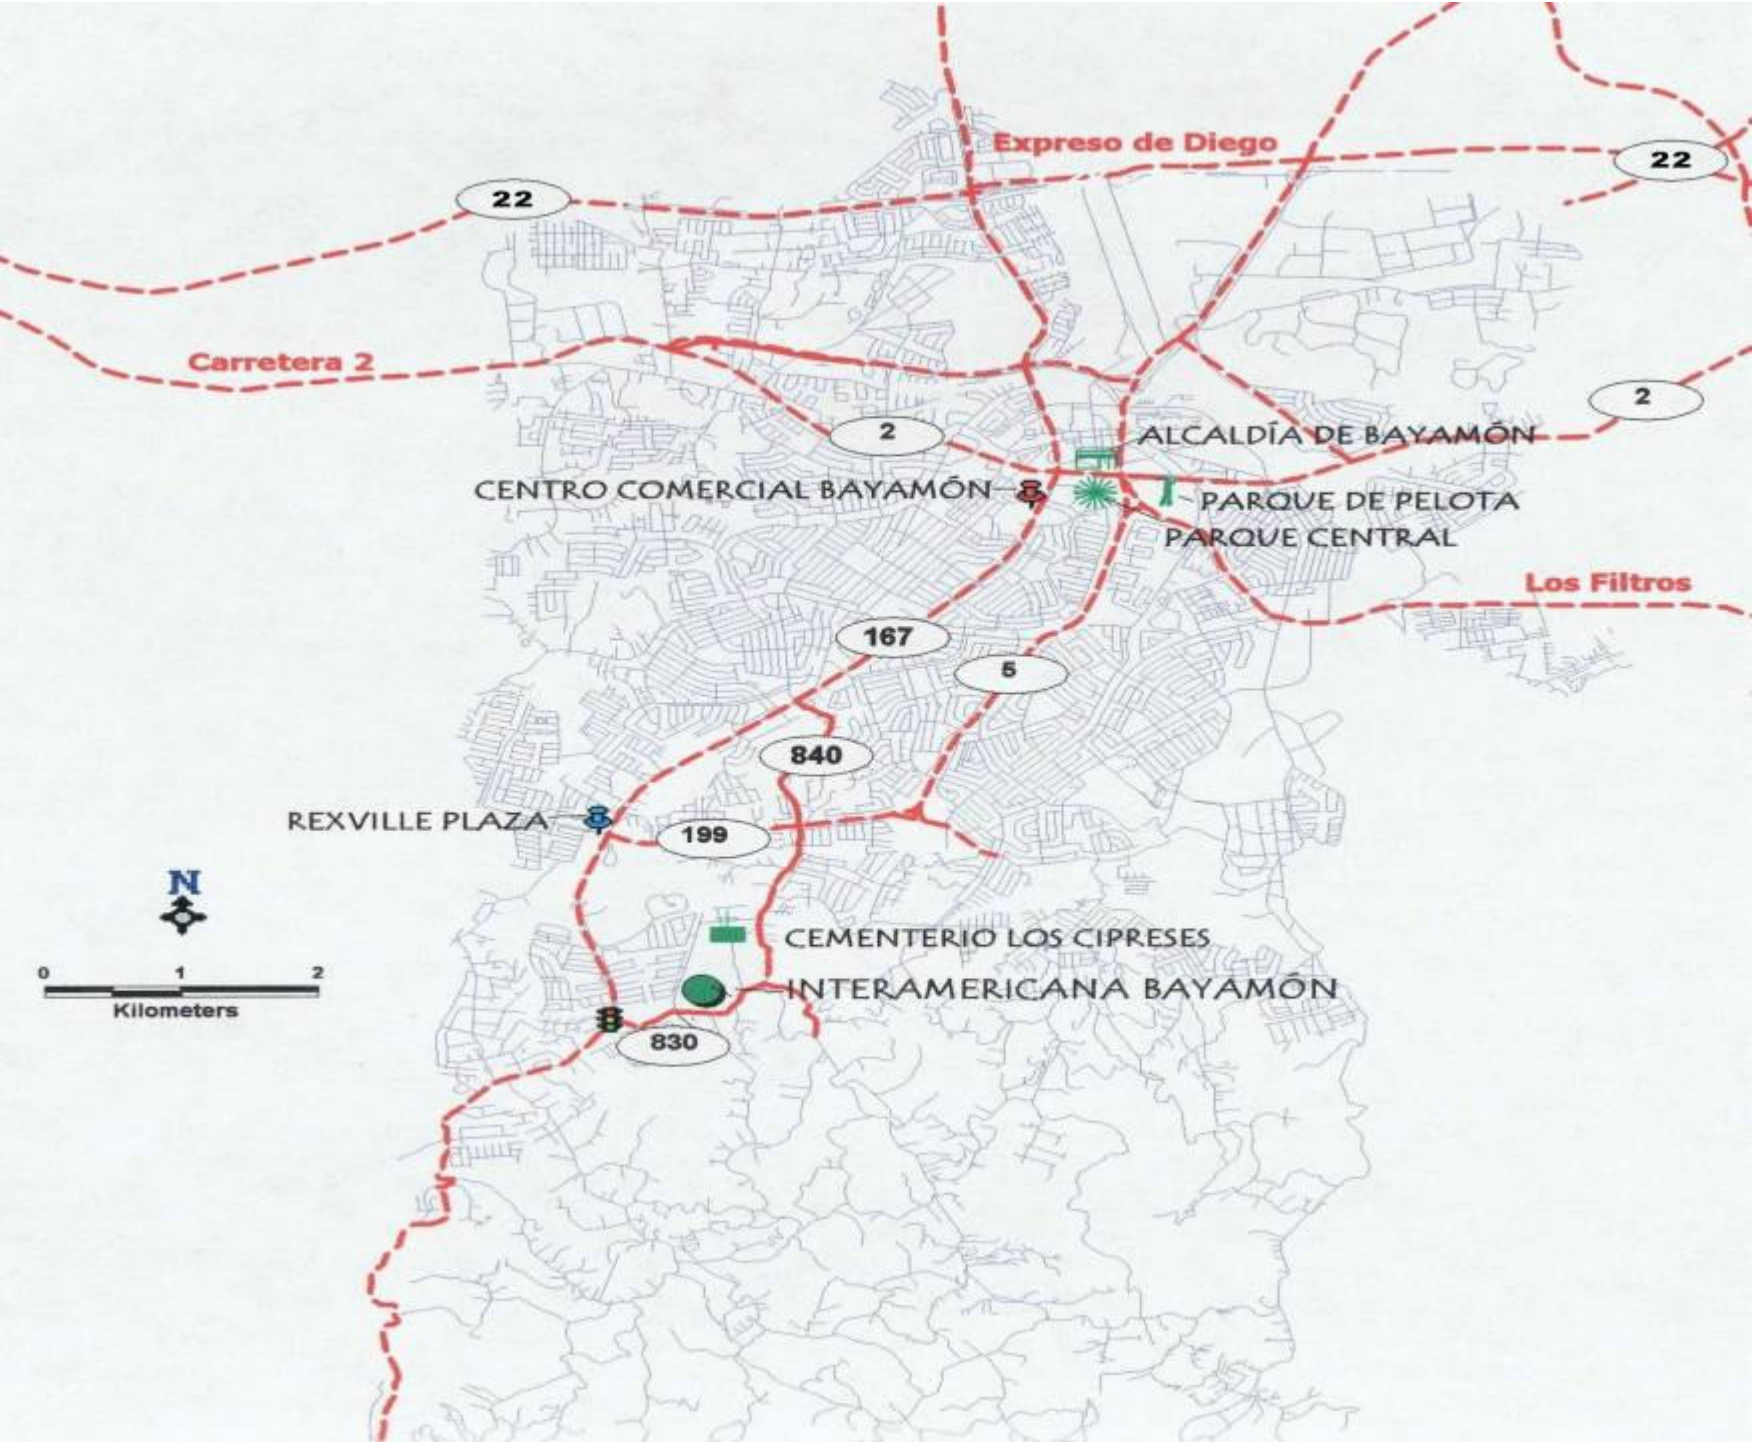 Expreso de Diego
22
22
Carretera 2
2
2
ALCALDÍA DE BAYAMÓN
CENTRO COMERCIAL BAYAMÓN
PARQUE DE PELOTA
PARQUE CENTRAL
Los Filtros
167
5
840
REXVILLE PLAZA
199
N
CEMENTERIO LOS CIPRESES
0 1 2
INTERAMERICANA BAYAMÓN
Kilometers
830